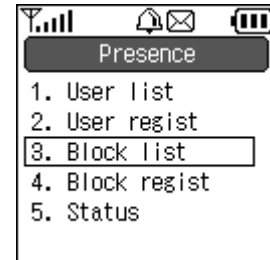 Presence
1. User list
2. User regist
3. Block list
4. Block regist
5. Status